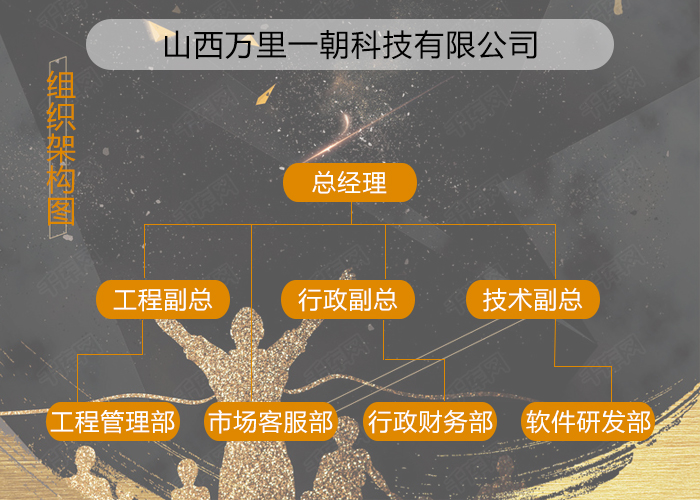 山西万里一朝科技有限公司
组织架构图
总经理
工程副总
行政副总
技术副总
工程管理部
市场客服部
行政财务部
软件研发部